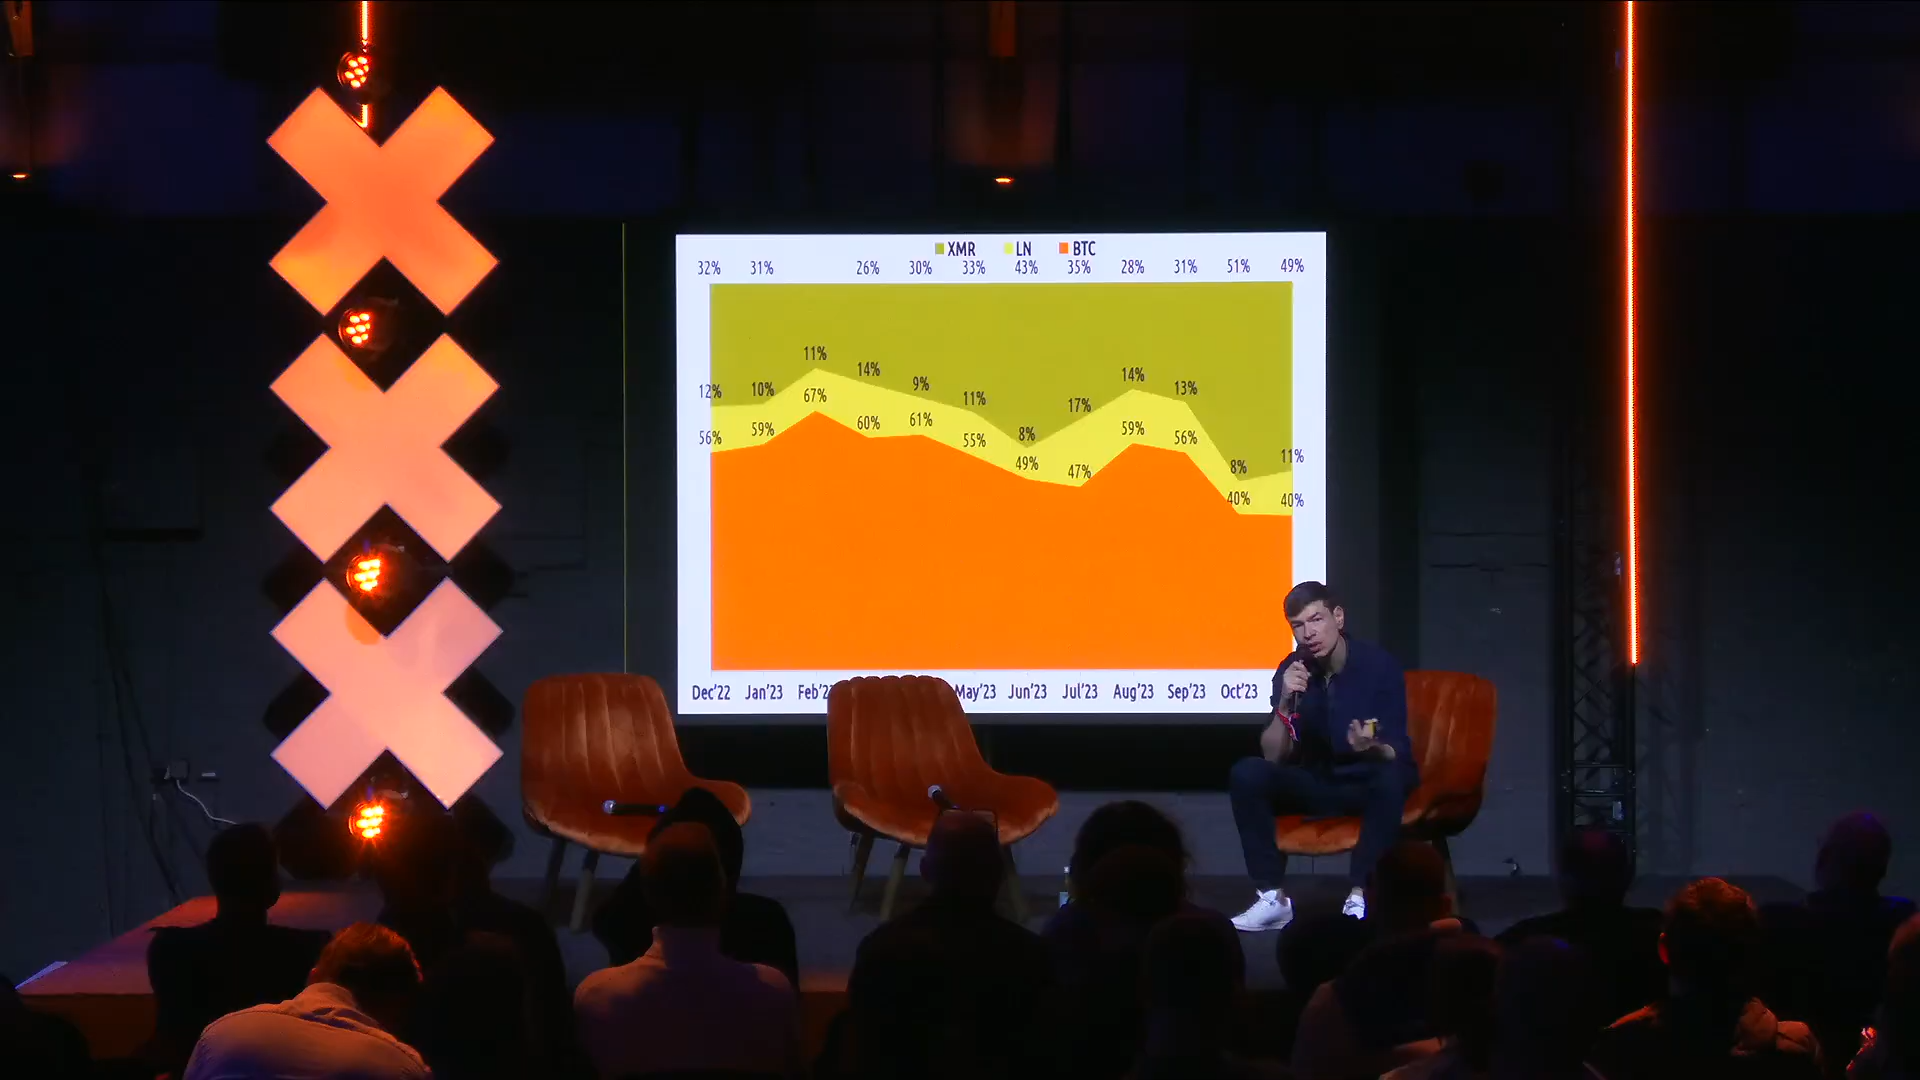 XMR LN BTC
32% 31% 26% 30% 33% 43% 35% 28% 31% 51% 49%
12% 10% 11% 14% 9% 11% 8% 17% 14% 13% 8% 11%
56% 59% 67% 60% 61% 55% 49% 47% 59% 56% 40% 40%
Dec'22 Jan'23 Feb'2 May'23 Jun'23 Jul'23 Aug'23 Sep'23 Oct'23